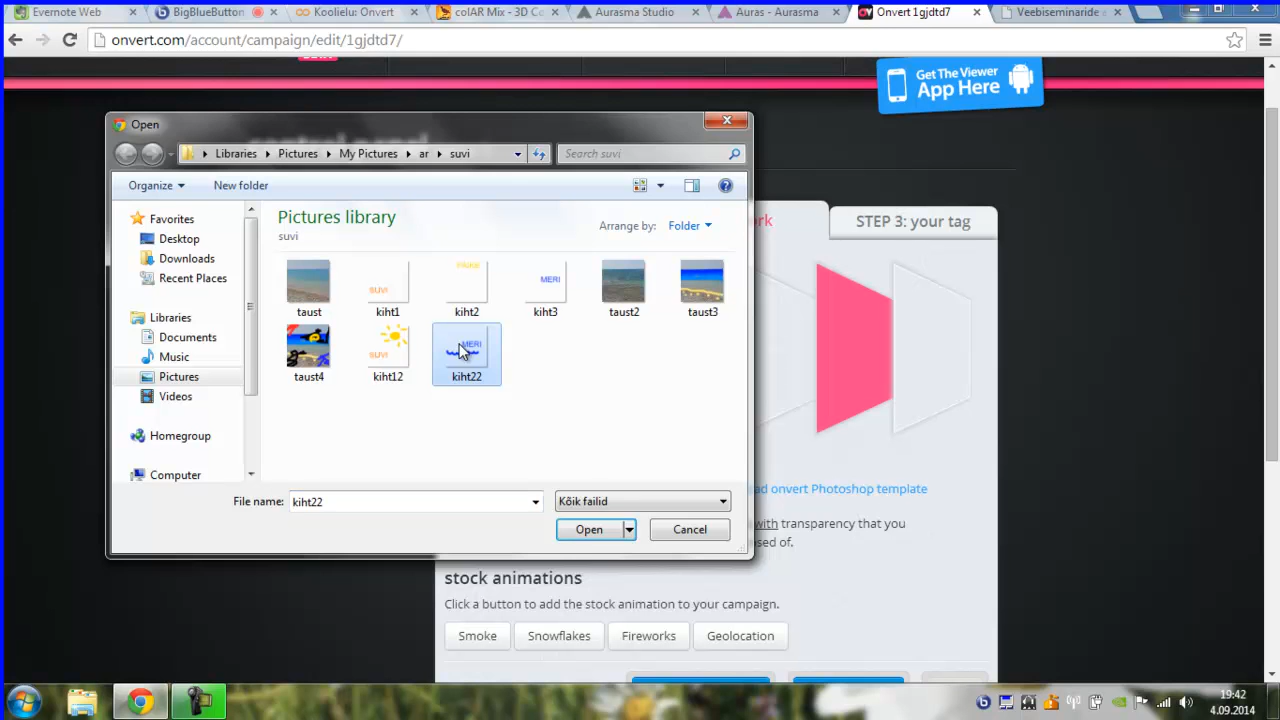 Evernote Web
BigBlueButton
Koolielu: Onvert
colAR Mix - 3D Co
Aurasma Studio
Auras - Aurasma
Onvert 1gjdtd7
Veebiseminaride a
onvert.com/account/campaign/edit/1gjdtd7/
Get The Viewer
App Here
Open
Libraries
Pictures
My Pictures
ar
suvi
Search suvi
Organize
New folder
Favorites
Desktop
Downloads
Recent Places
Libraries
Documents
Music
Pictures
Videos
Homegroup
Computer
Pictures library
suvi
Arrange by:
Folder
SUVI
MERI
taust
kiht1
kiht2
kiht3
taust2
taust3
SUVI
MERI
taust4
kiht12
kiht22
File name:
kiht22
Kõik failid
Open
Cancel
rk
STEP 3: your tag
ad onvert Photoshop template
with transparency that you
sed of.
stock animations
Click a button to add the stock animation to your campaign.
Smoke
Snowflakes
Fireworks
Geolocation
19:42
4.09.2014